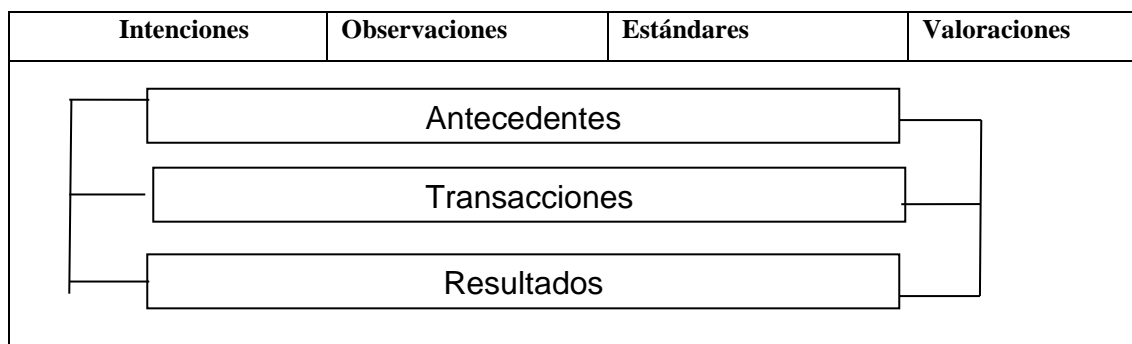 Intenciones Observaciones Estándares Valoraciones
Antecedentes
Transacciones
Resultados